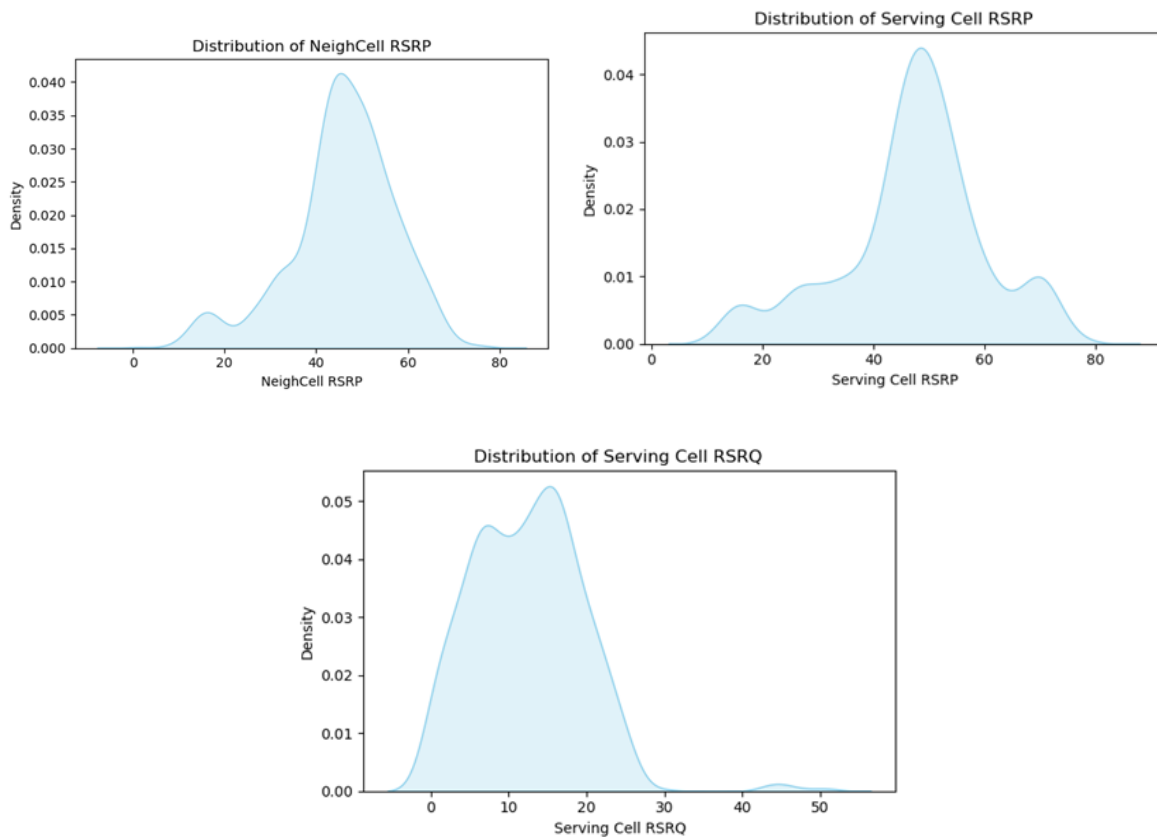 Distribution of NeighCell RSRP
0.040
0.035
0.030
0.025
0.020
0.015
0.010
0.005
0.000
Density
0 20 40 60 80
NeighCell RSRP
Distribution of Serving Cell RSRP
0.04
0.03
0.02
0.01
0.00
Density
0 20 40 60 80
Serving Cell RSRP
Distribution of Serving Cell RSRQ
0.05
0.04
0.03
0.02
0.01
0.00
Density
0 10 20 30 40 50
Serving Cell RSRQ